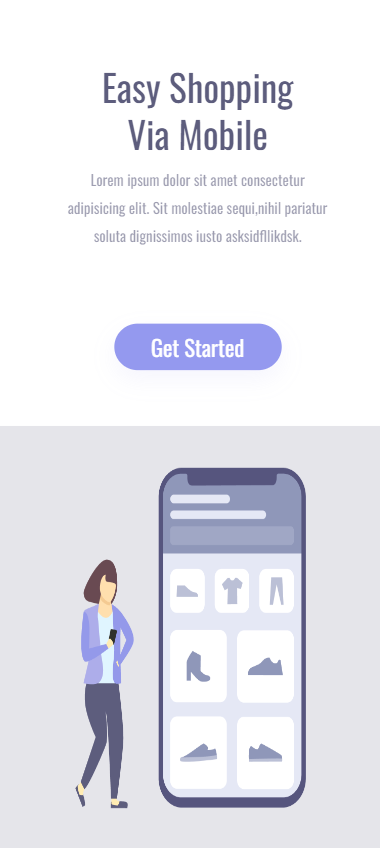 Easy Shopping
Via Mobile
Lorem ipsum dolor sit amet consectetur
adipisicing elit. Sit molestiae sequi,nihil pariatur
soluta dignissimos iusto asksidfllikdsk.
Get Started